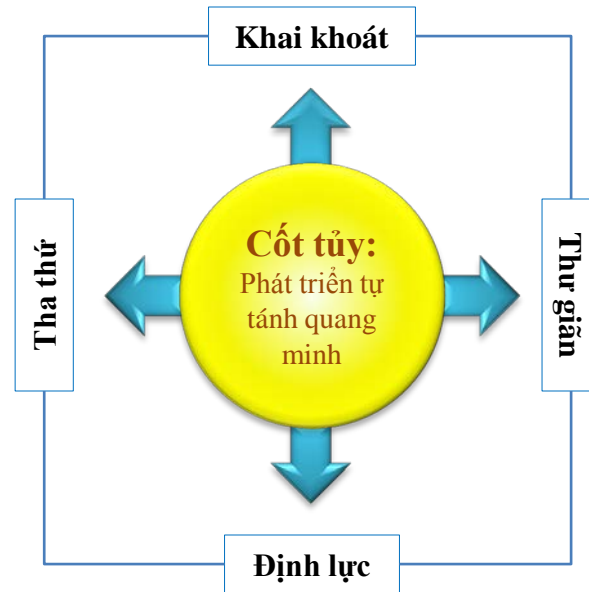 Khai khoát
Tha thứ
Cốt tủy:
Phát triển tự
tánh quang
minh
Thư giãn
Định lực